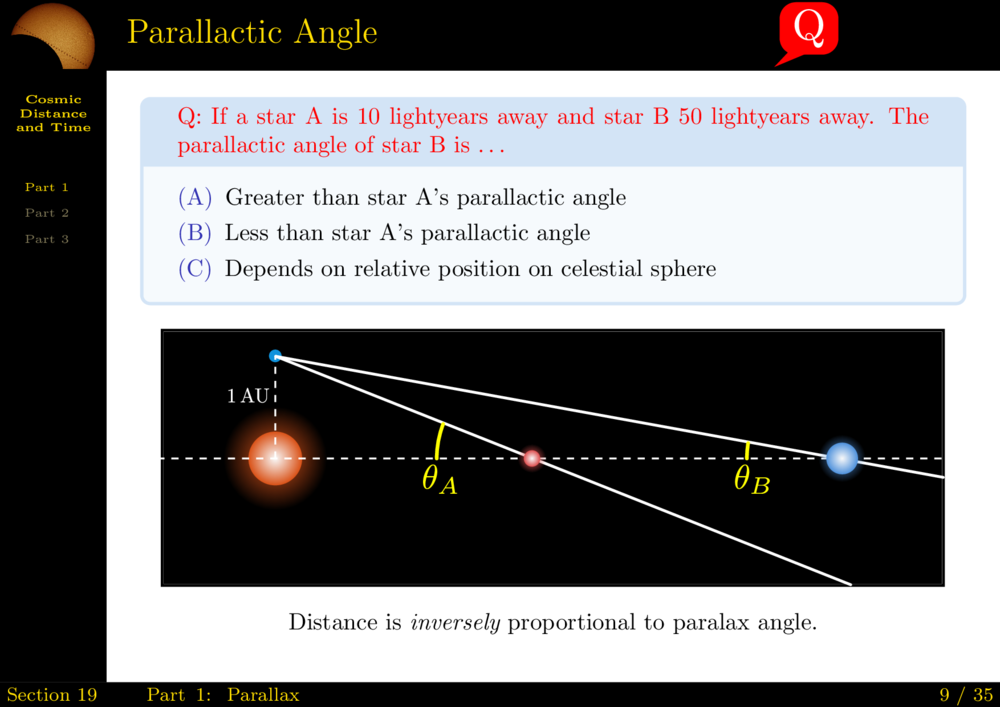 Parallactic Angle
Q
Cosmic
Distance
and Time
Part 1
Part 2
Part 3
Q: If a star A is 10 lightyears away and star B 50 lightyears away. The
parallactic angle of star B is . . .
(A) Greater than star A's parallactic angle
(B) Less than star A's parallactic angle
(C) Depends on relative position on celestial sphere
1 AU
θA
θB
Distance is inversely proportional to paralax angle.
Section 19
Part 1: Parallax
9 / 35